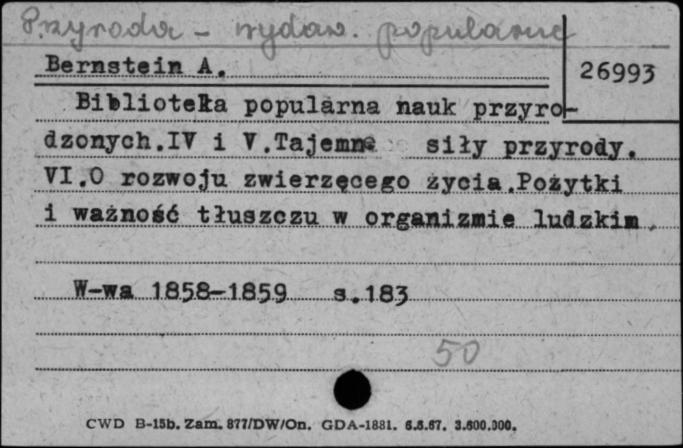 Przyroda - wydaw. popularne
Bernstein A.
26993
Biblioteka popularna nauk przyro-
dzonych.IV i V.Tajemne siły przyrody.
VI.O rozwoju zwierzęcego życia.Pożytki
i ważność tłuszczu w organizmie ludzkim.
W-wa 1858-1859 s.183
50
CWD B-15b. Zam. 877/DW/On. GDA-1881. 6.6.67. 3.600.000.